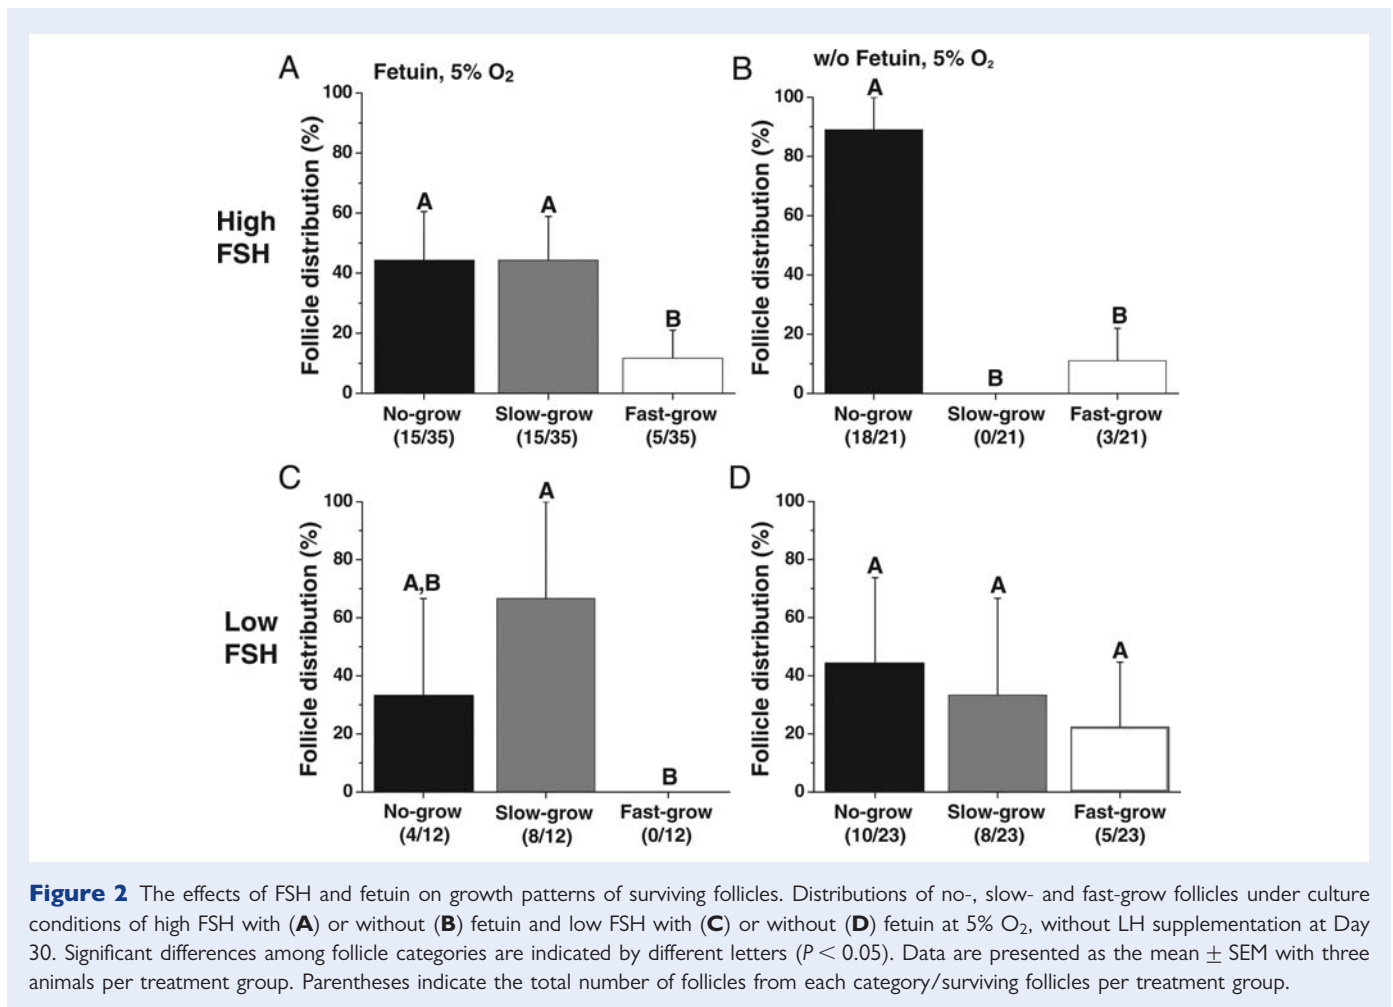 A
Fetuin, 5% O₂
Follicle distribution (%)
100
80
60
40
20
0
A
A
B
No-grow
Slow-grow
Fast-grow
(15/35)
(15/35)
(5/35)
B
w/o Fetuin, 5% O₂
Follicle distribution (%)
100
80
60
40
20
0
A
B
B
No-grow
Slow-grow
Fast-grow
(18/21)
(0/21)
(3/21)
High
FSH
C
Follicle distribution (%)
100
80
60
40
20
0
A,B
A
B
No-grow
Slow-grow
Fast-grow
(4/12)
(8/12)
(0/12)
D
Follicle distribution (%)
100
80
60
40
20
0
A
A
A
No-grow
Slow-grow
Fast-grow
(10/23)
(8/23)
(5/23)
Low
FSH
Figure 2 The effects of FSH and fetuin on growth patterns of surviving follicles. Distributions of no-, slow- and fast-grow follicles under culture
conditions of high FSH with (A) or without (B) fetuin and low FSH with (C) or without (D) fetuin at 5% O₂, without LH supplementation at Day
30. Significant differences among follicle categories are indicated by different letters (P < 0.05). Data are presented as the mean ± SEM with three
animals per treatment group. Parentheses indicate the total number of follicles from each category/surviving follicles per treatment group.